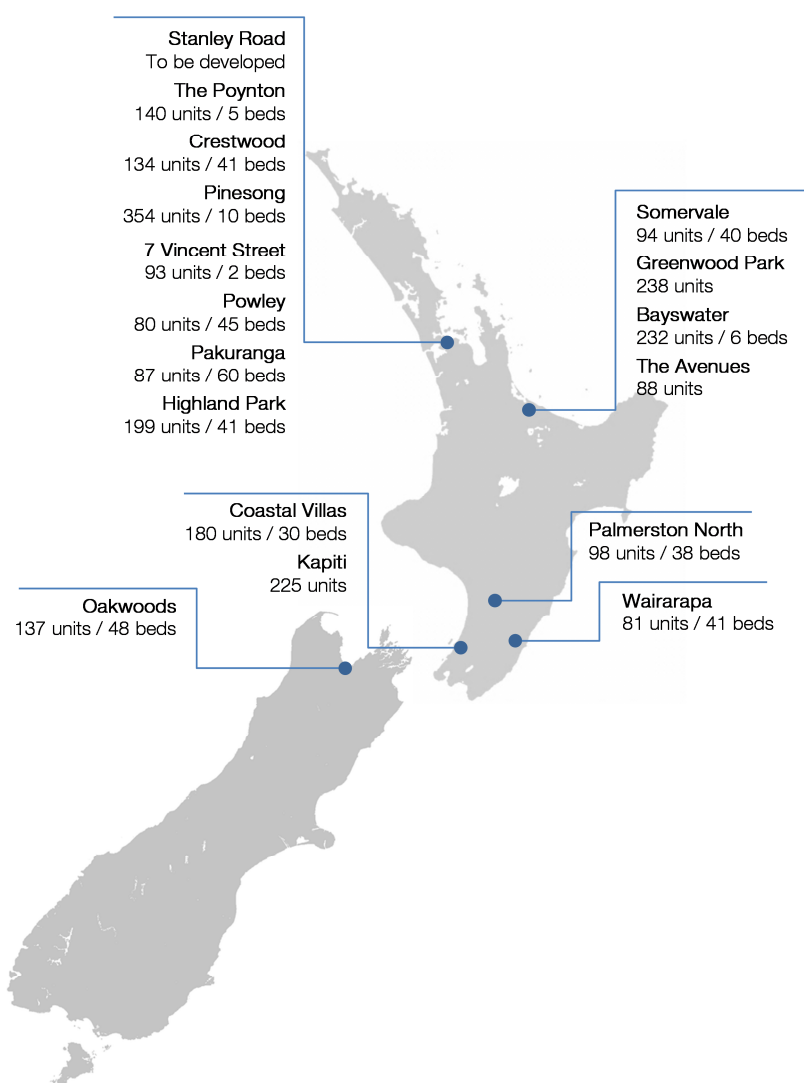 Stanley Road
To be developed
The Poynton
140 units / 5 beds
Crestwood
134 units / 41 beds
Pinesong
354 units / 10 beds
7 Vincent Street
93 units / 2 beds
Powley
80 units / 45 beds
Pakuranga
87 units / 60 beds
Highland Park
199 units / 41 beds
Somervale
94 units / 40 beds
Greenwood Park
238 units
Bayswater
232 units / 6 beds
The Avenues
88 units
Coastal Villas
180 units / 30 beds
Kapiti
225 units
Palmerston North
98 units / 38 beds
Oakwoods
137 units / 48 beds
Wairarapa
81 units / 41 beds